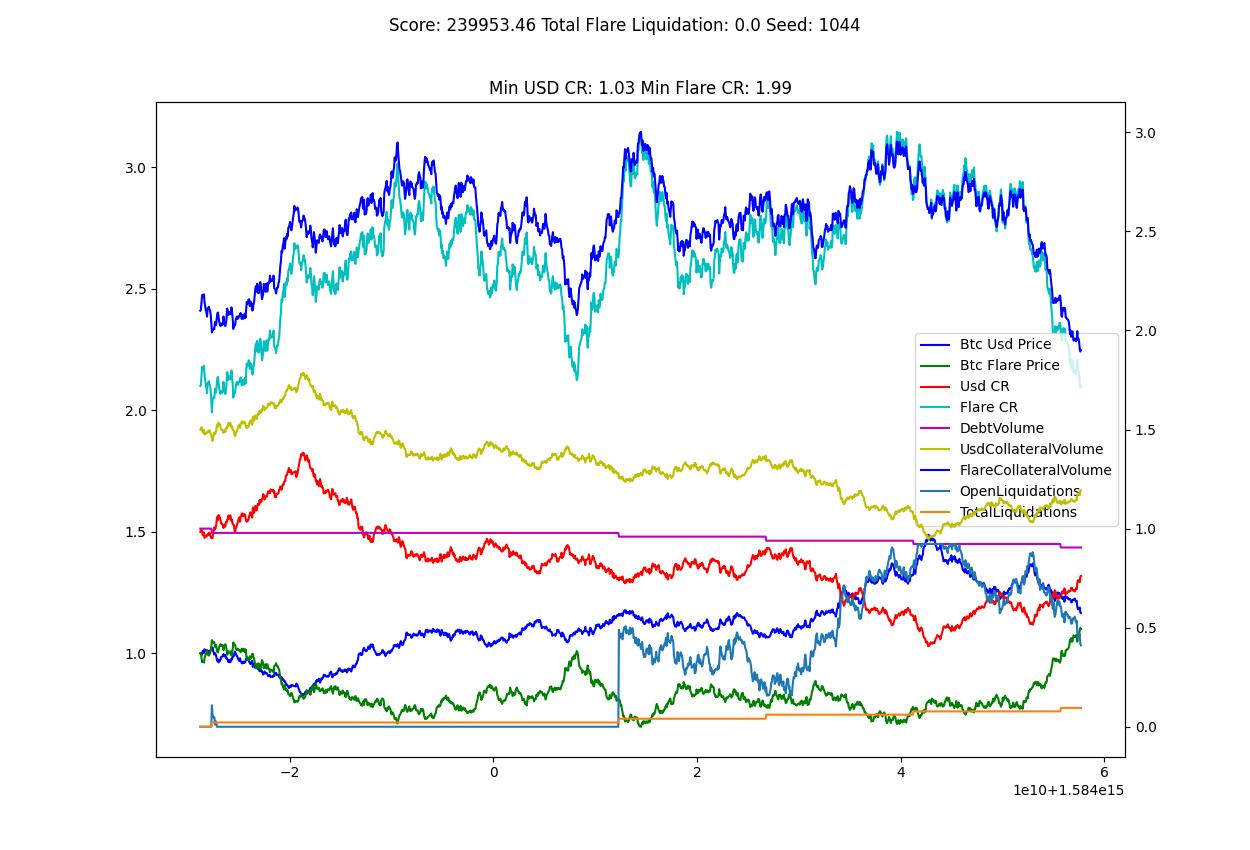 Score: 239953.46 Total Flare Liquidation: 0.0 Seed: 1044
Min USD CR: 1.03 Min Flare CR: 1.99
3.0
2.5
2.0
1.5
1.0
3.0
2.5
2.0
1.5
1.0
0.5
0.0
Btc Usd Price
Btc Flare Price
Usd CR
Flare CR
DebtVolume
UsdCollateralVolume
FlareCollateralVolume
OpenLiquidations
TotalLiquidations
−2 0 2 4 6
1e10+1.584e15